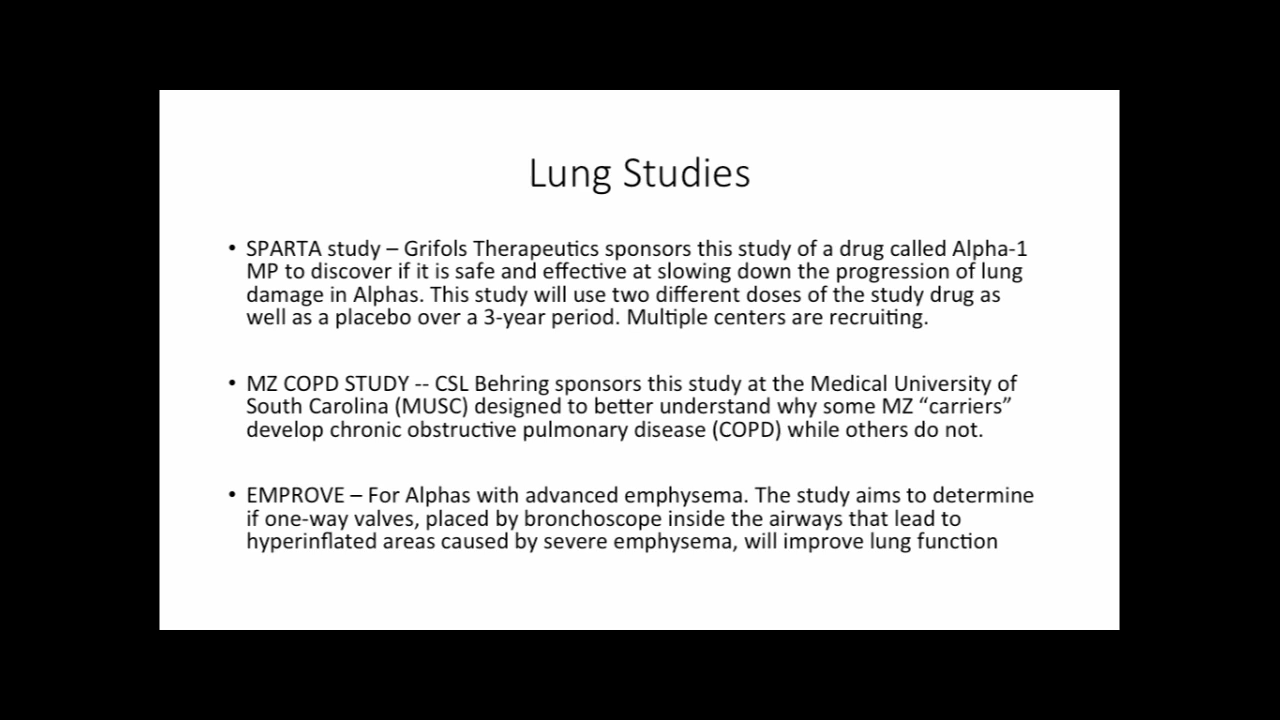 Lung Studies
• SPARTA study – Grifols Therapeutics sponsors this study of a drug called Alpha-1
MP to discover if it is safe and effective at slowing down the progression of lung
damage in Alphas. This study will use two different doses of the study drug as
well as a placebo over a 3-year period. Multiple centers are recruiting.
• MZ COPD STUDY -- CSL Behring sponsors this study at the Medical University of
South Carolina (MUSC) designed to better understand why some MZ “carriers”
develop chronic obstructive pulmonary disease (COPD) while others do not.
• EMPROVE – For Alphas with advanced emphysema. The study aims to determine
if one-way valves, placed by bronchoscope inside the airways that lead to
hyperinflated areas caused by severe emphysema, will improve lung function